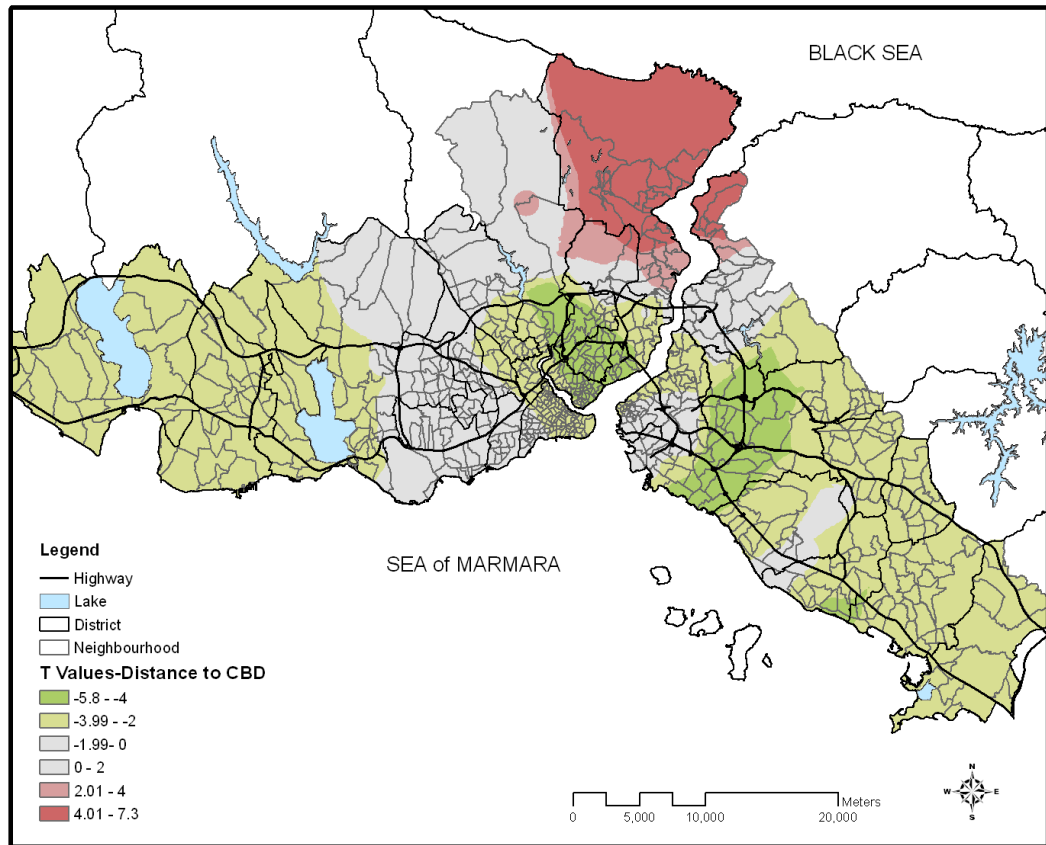 BLACK SEA
SEA of MARMARA
Legend
Highway
Lake
District
Neighbourhood
T Values-Distance to CBD
-5.8 - -4
-3.99 - -2
-1.99- 0
0 - 2
2.01 - 4
4.01 - 7.3
Meters
0 5,000 10,000 20,000
N
W E
S